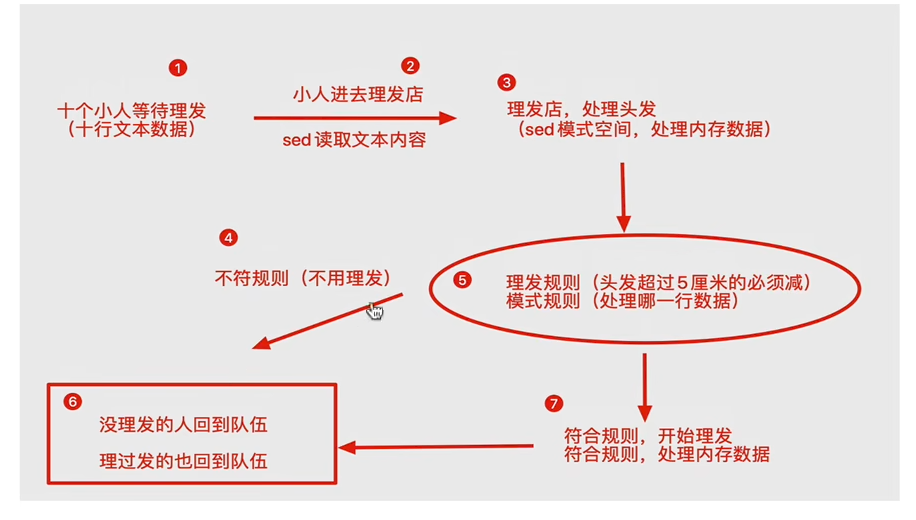 1
十个小人等待理发
（十行文本数据）
2
小人进去理发店
sed 读取文本内容
3
理发店，处理头发
（sed 模式空间，处理内存数据）
4
不符规则（不用理发）
5
理发规则（头发超过5厘米的必须减）
模式规则（处理哪一行数据）
6
没理发的人回到队伍
理过发的也回到队伍
7
符合规则，开始理发
符合规则，处理内存数据